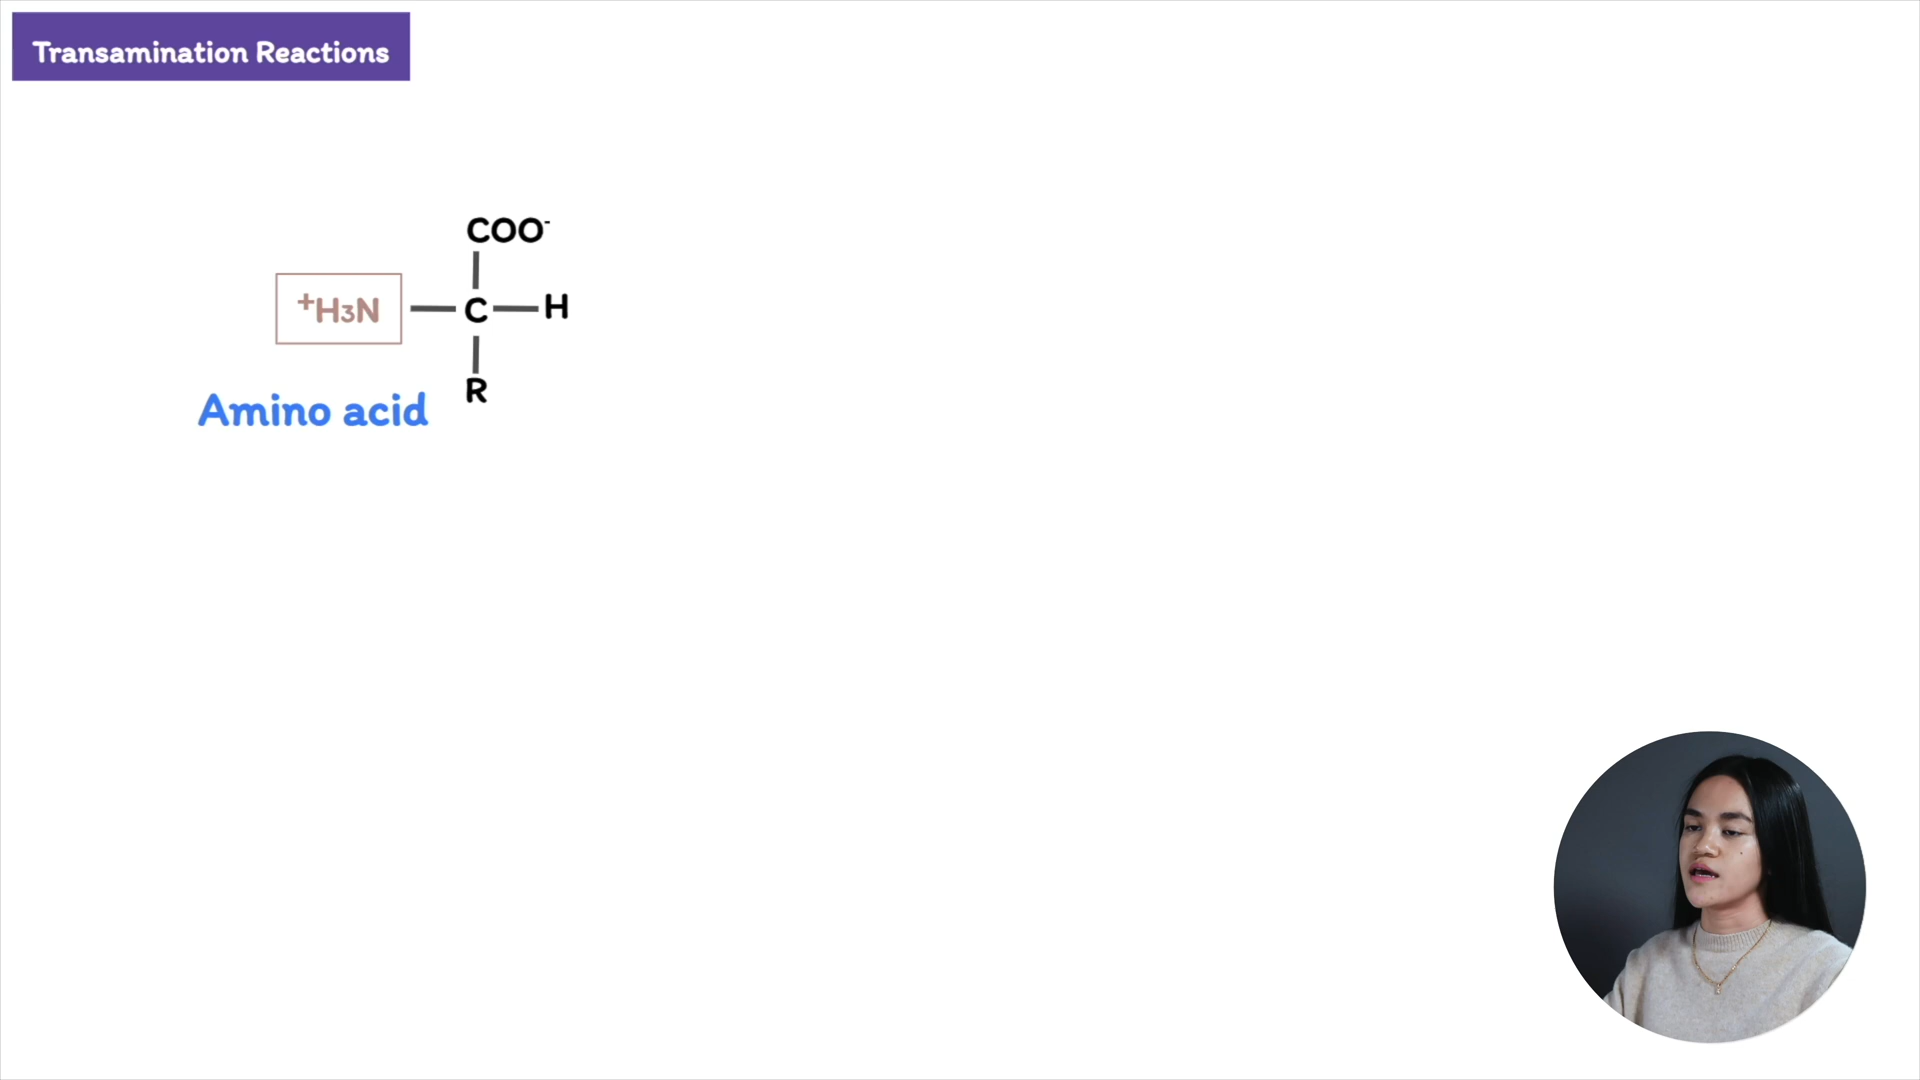 Transamination Reactions
COO⁻
⁺H₃N C H
R
Amino acid